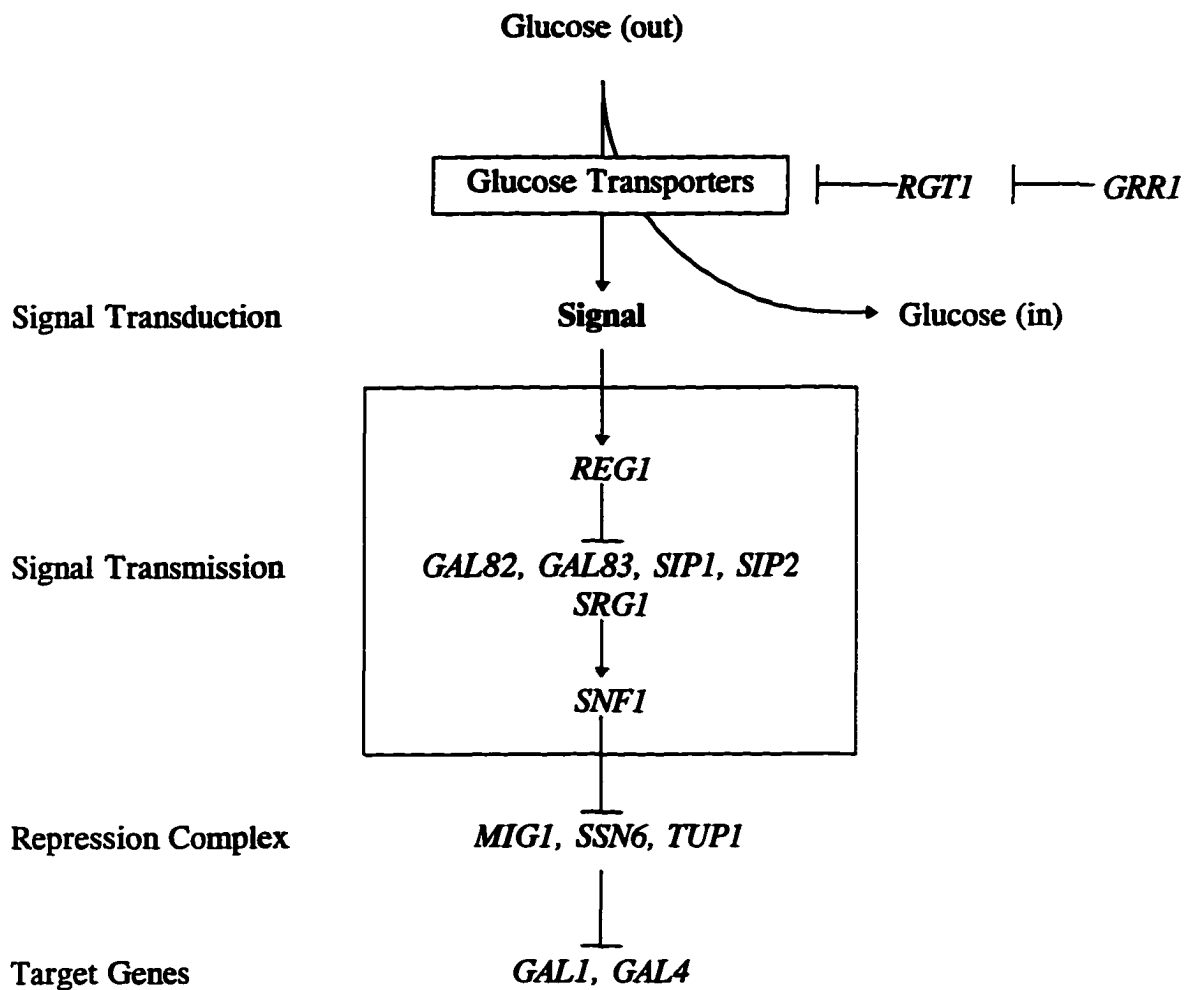 Glucose (out)
Glucose Transporters RGT1 GRR1
Signal Transduction Signal Glucose (in)
REG1
Signal Transmission GAL82, GAL83, SIP1, SIP2
SRG1
SNF1
Repression Complex MIG1, SSN6, TUP1
Target Genes GAL1, GAL4